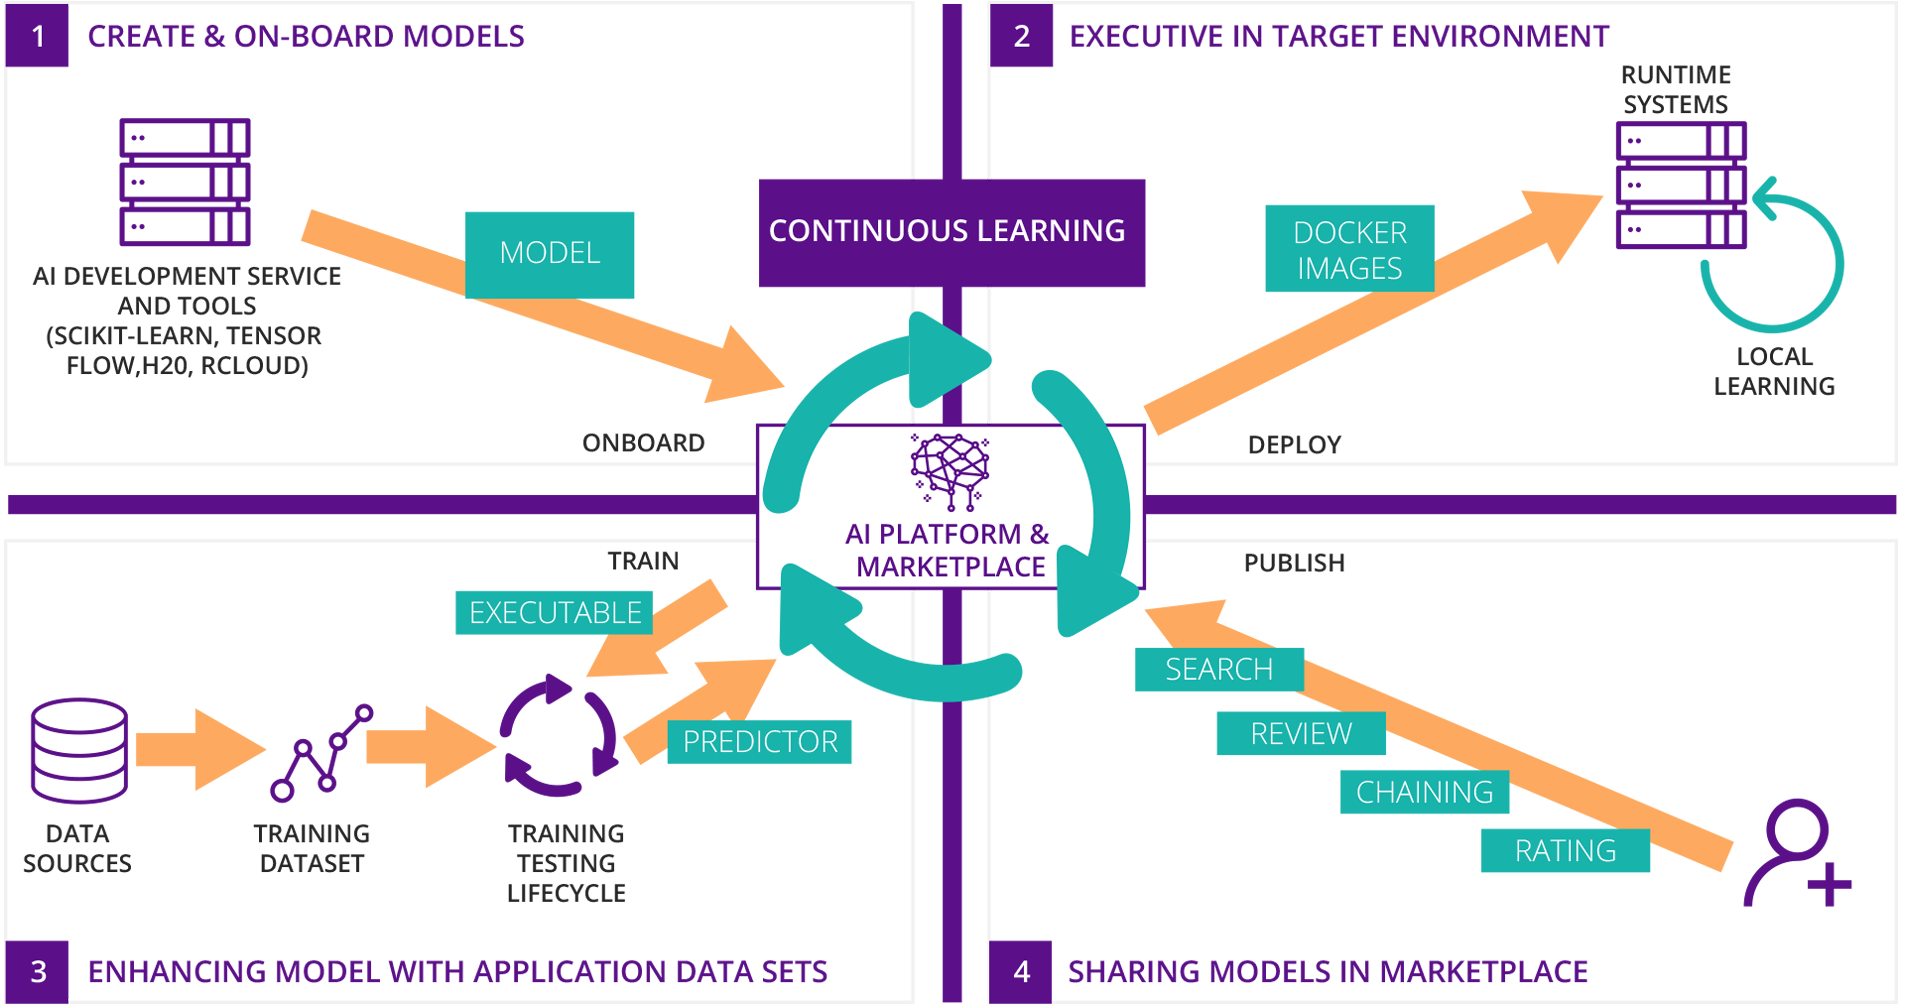 1
CREATE & ON-BOARD MODELS
AI DEVELOPMENT SERVICE
AND TOOLS
(SCIKIT-LEARN, TENSOR
FLOW,H20, RCLOUD)
MODEL
ONBOARD
CONTINUOUS LEARNING
2
EXECUTIVE IN TARGET ENVIRONMENT
RUNTIME
SYSTEMS
DOCKER
IMAGES
LOCAL
LEARNING
DEPLOY
AI PLATFORM &
MARKETPLACE
TRAIN
EXECUTABLE
PREDICTOR
DATA
SOURCES
TRAINING
DATASET
TRAINING
TESTING
LIFECYCLE
3
ENHANCING MODEL WITH APPLICATION DATA SETS
PUBLISH
SEARCH
REVIEW
CHAINING
RATING
4
SHARING MODELS IN MARKETPLACE